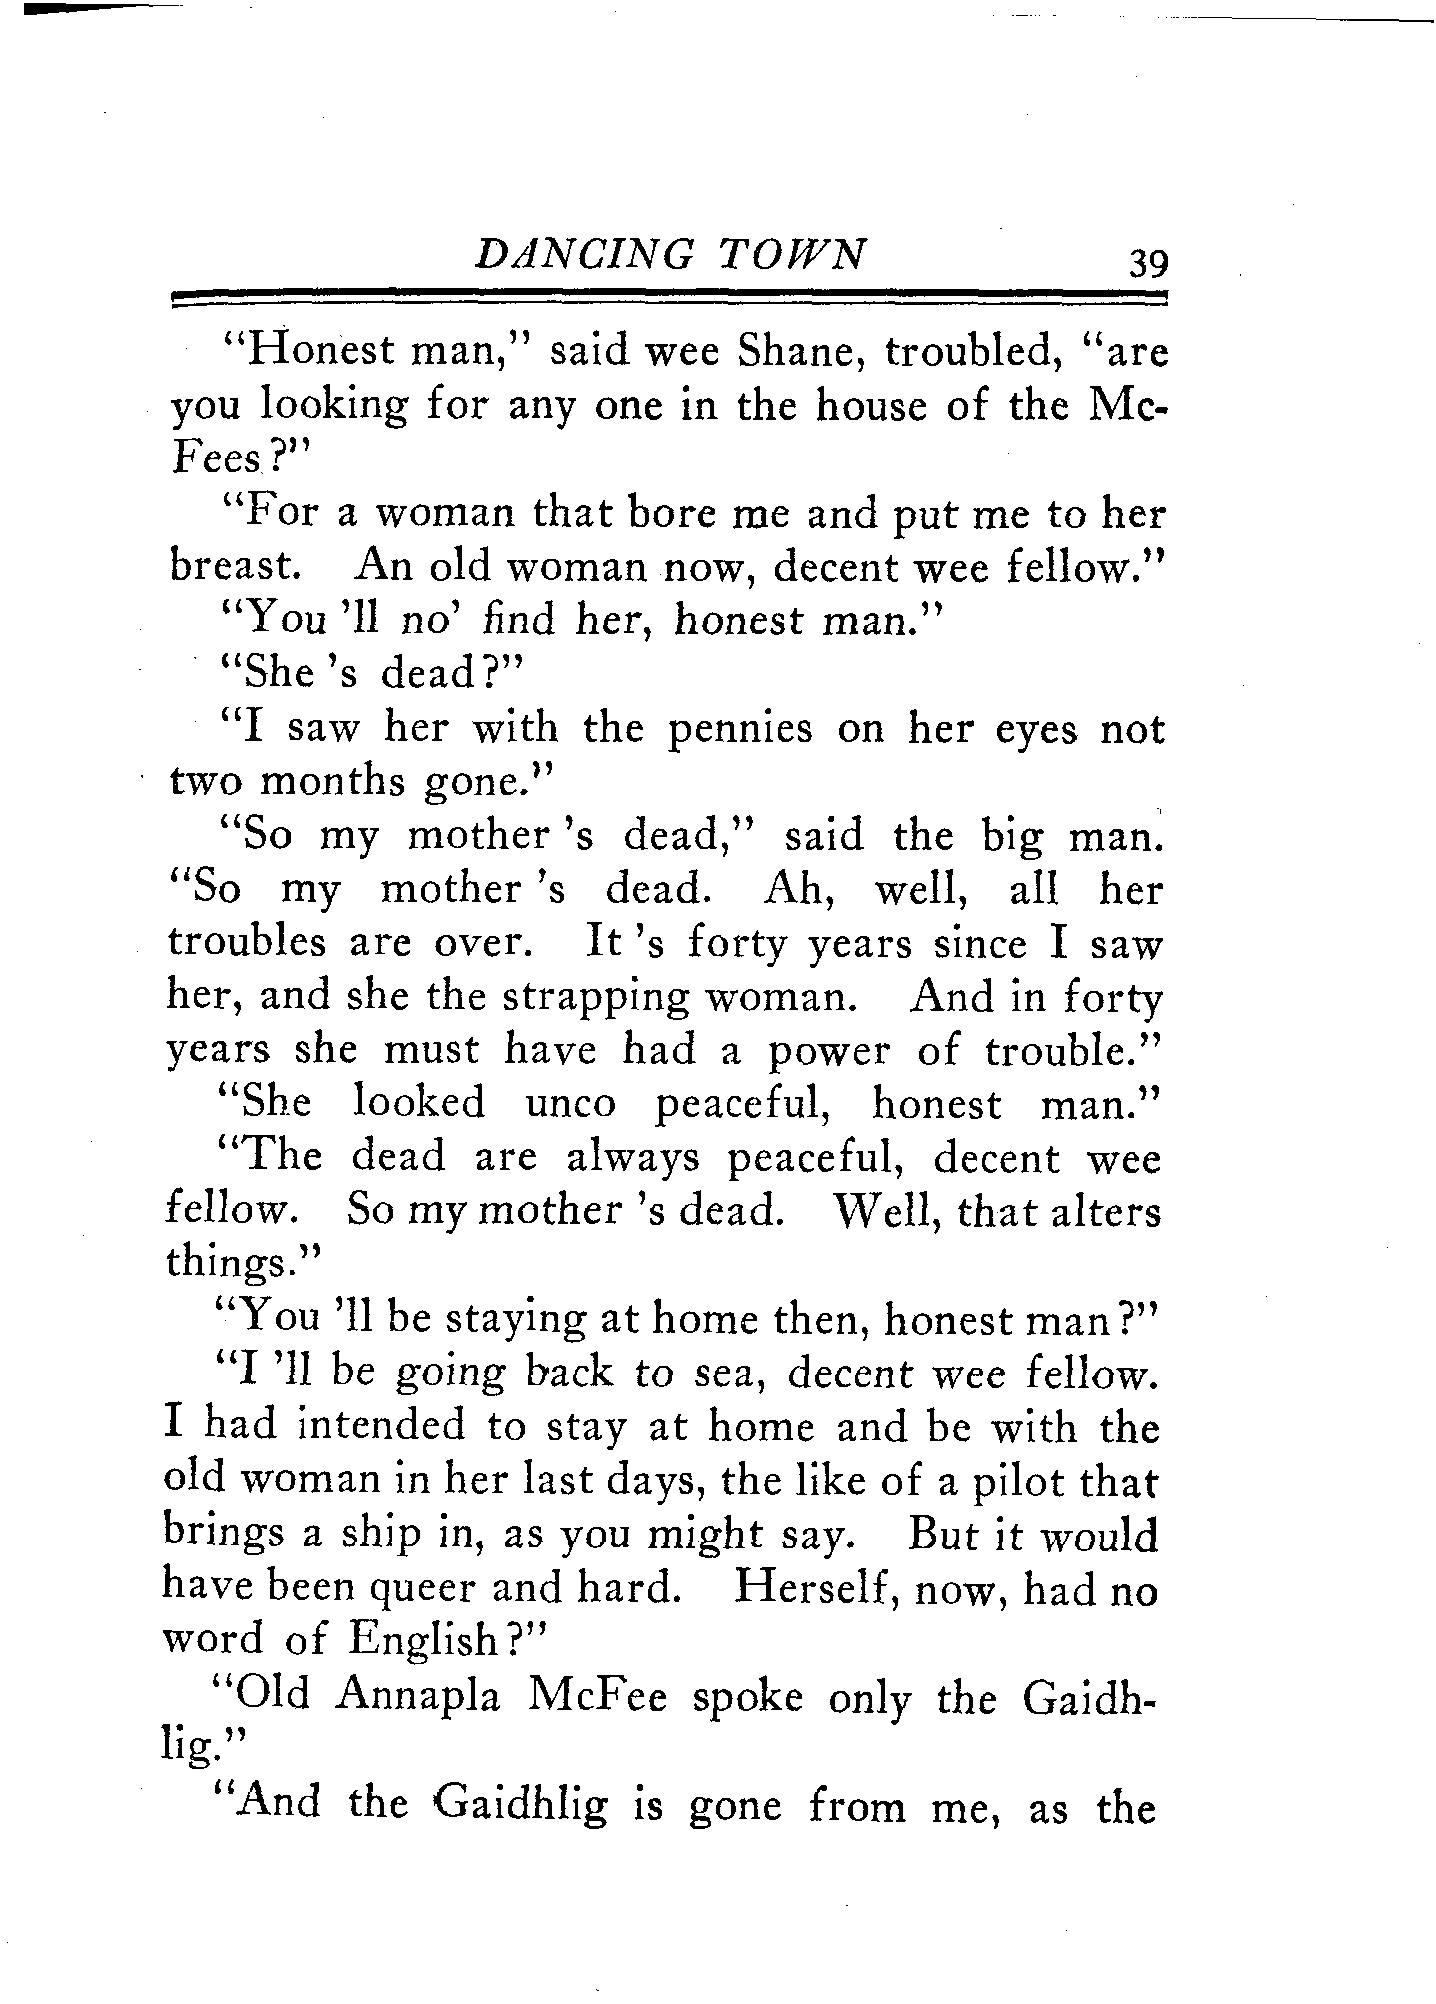 DANCING TOWN 39
"Honest man," said wee Shane, troubled, "are
you looking for any one in the house of the Mc-
Fees?"
"For a woman that bore me and put me to her
breast. An old woman now, decent wee fellow."
"You 'll no' find her, honest man."
"She 's dead?"
"I saw her with the pennies on her eyes not
two months gone."
"So my mother 's dead," said the big man.
"So my mother 's dead. Ah, well, all her
troubles are over. It 's forty years since I saw
her, and she the strapping woman. And in forty
years she must have had a power of trouble."
"She looked unco peaceful, honest man."
"The dead are always peaceful, decent wee
fellow. So my mother 's dead. Well, that alters
things."
"You 'll be staying at home then, honest man?"
"I 'll be going back to sea, decent wee fellow.
I had intended to stay at home and be with the
old woman in her last days, the like of a pilot that
brings a ship in, as you might say. But it would
have been queer and hard. Herself, now, had no
word of English?"
"Old Annapla McFee spoke only the Gaidh-
lig."
"And the Gaidhlig is gone from me, as the